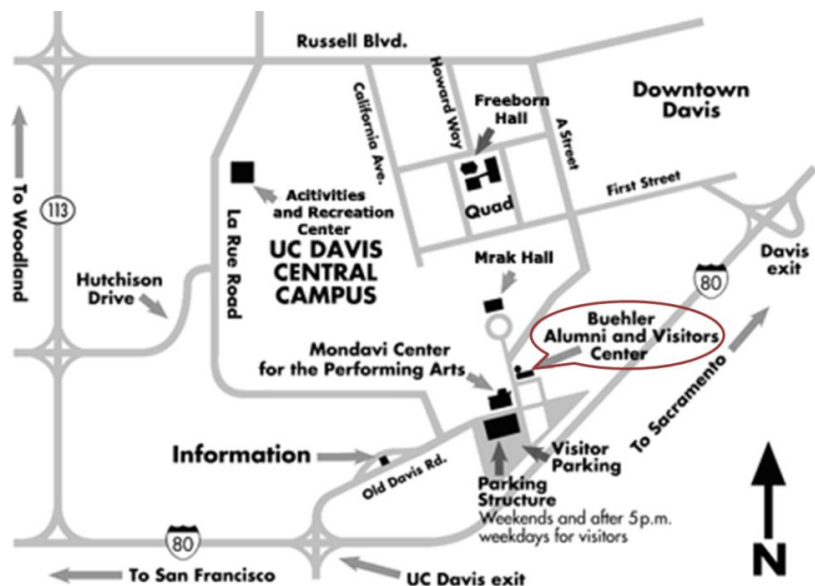 Russell Blvd.
California Ave.
Howard Way
Freeborn
Hall
A Street
Downtown
Davis
To Woodland
113
Acitivities
and Recreation
Center
Quad
First Street
La Rue Road
UC DAVIS
CENTRAL
CAMPUS
Mrak Hall
Davis
exit
80
Hutchison
Drive
Buehler
Alumni and Visitors
Center
Mondavi Center
for the Performing Arts
To Sacramento
Information
Old Davis Rd.
Visitor
Parking
Parking
Structure
Weekends and after 5 p.m.
weekdays for visitors
80
To San Francisco
UC Davis exit
N